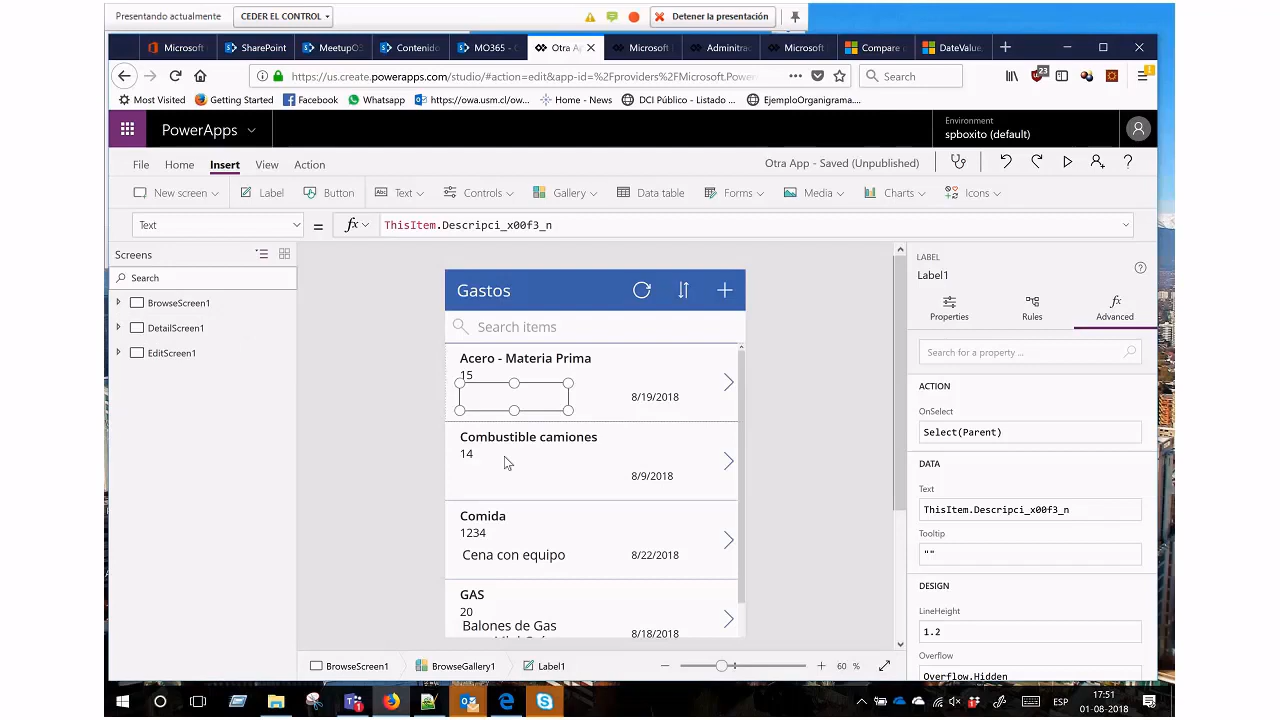 Presentando actualmente CEDER EL CONTROL Detener la presentación
Microsoft SharePoint MeetupO Contenido MO365 - Otra Ap Microsoft Adminitrac Microsoft Compare DateValue
https://us.create.powerapps.com/studio/#action=edit&app-id=%2Fproviders%2FMicrosoft.Power Search 23
Most Visited Getting Started Facebook Whatsapp https://owa.usm.cl/ow... Home - News DCI Público - Listado ... EjemploOrganigrama....
PowerApps
Environment
spboxito (default)
File Home Insert View Action Otra App - Saved (Unpublished) ?
New screen Label Button Text Controls Gallery Data table Forms Media Charts Icons
Text = fx ThisItem.Descripci_x00f3_n
Screens
Search
BrowseScreen1
DetailScreen1
EditScreen1
Gastos
Search items
Acero - Materia Prima
15
8/19/2018
Combustible camiones
14
8/9/2018
Comida
1234
Cena con equipo 8/22/2018
GAS
20
Balones de Gas
8/18/2018
LABEL
Label1
Properties Rules Advanced
Search for a property ...
ACTION
OnSelect
Select(Parent)
DATA
Text
ThisItem.Descripci_x00f3_n
Tooltip
""
DESIGN
LineHeight
1.2
Overflow
Overflow.Hidden
BrowseScreen1 BrowseGallery1 Label1 60 %
ESP 17:51
01-08-2018